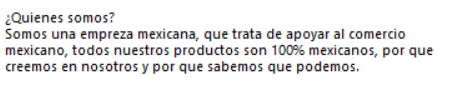 ¿Quienes somos?
Somos una empreza mexicana, que trata de apoyar al comercio
mexicano, todos nuestros productos son 100% mexicanos, por que
creemos en nosotros y por que sabemos que podemos.